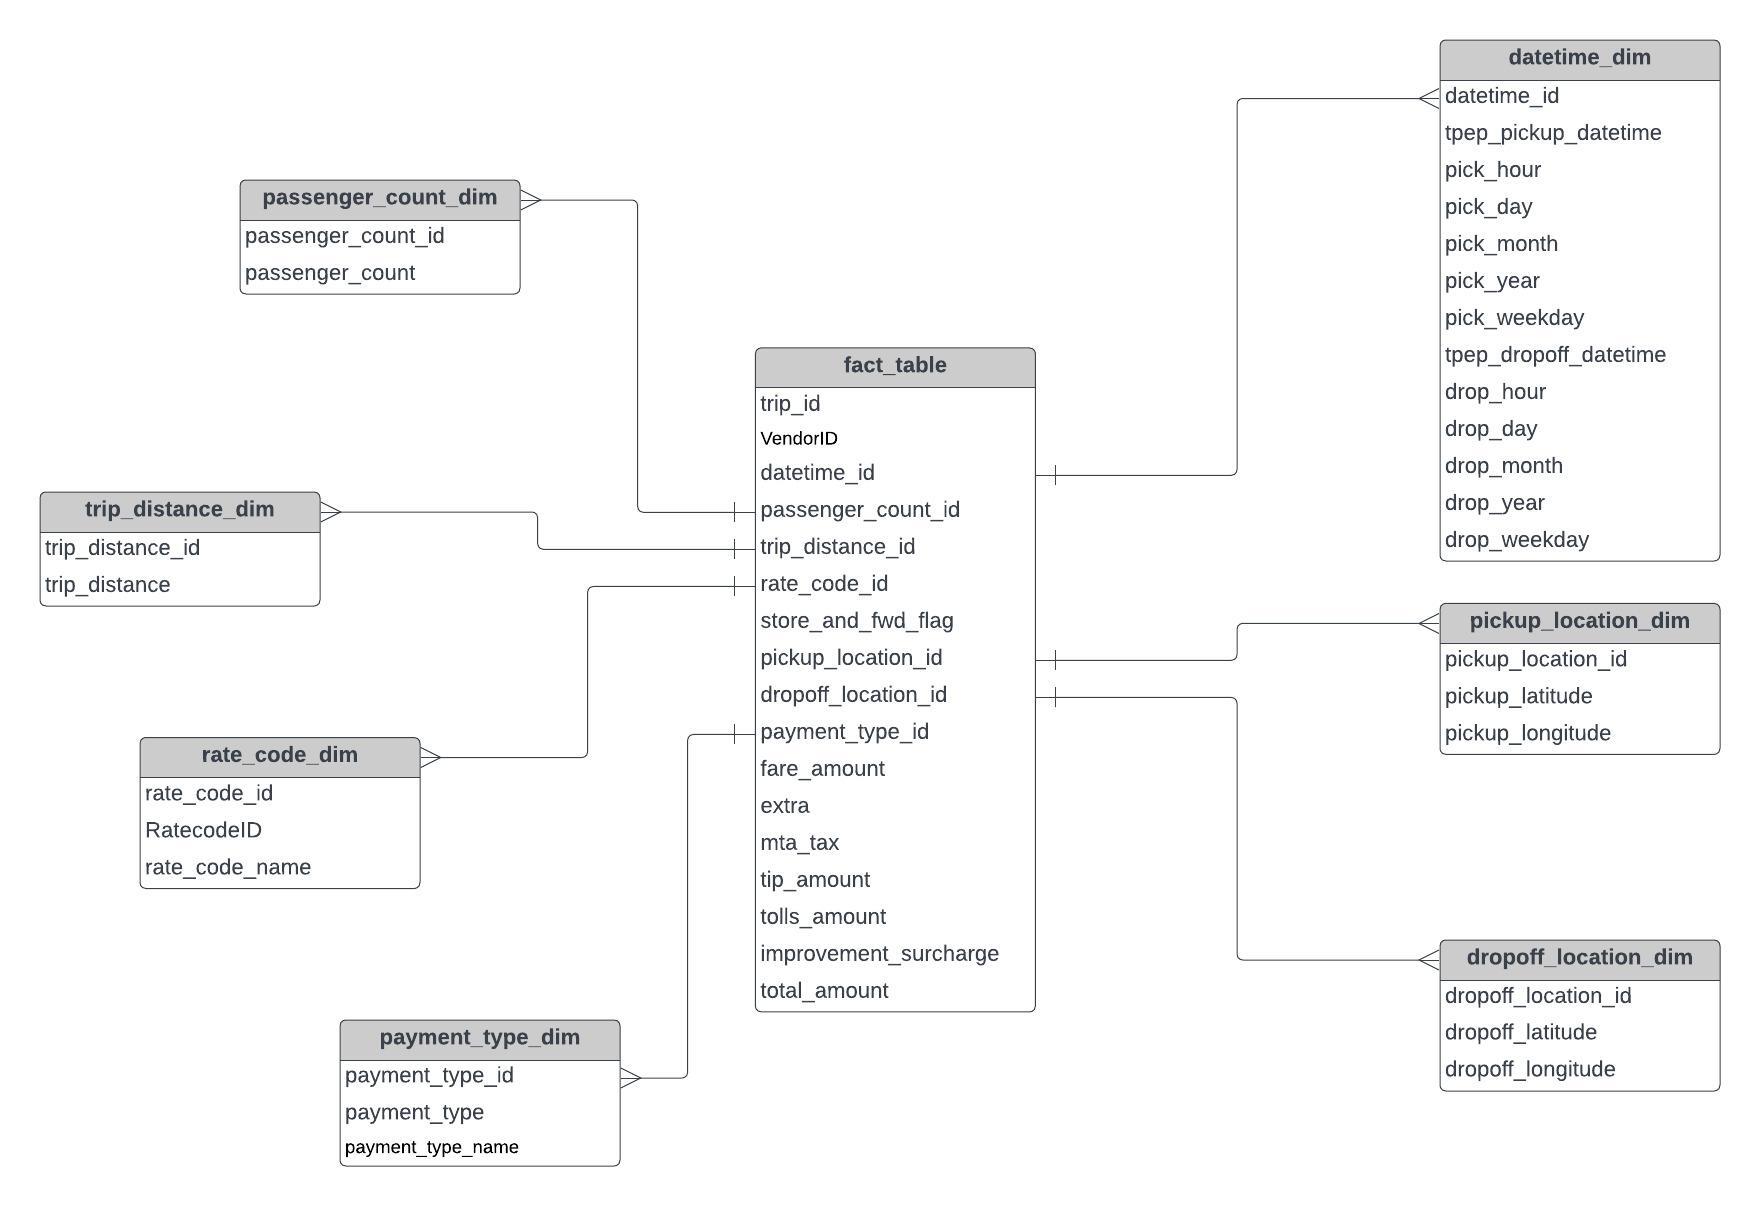 datetime_dim
datetime_id
tpep_pickup_datetime
pick_hour
pick_day
pick_month
pick_year
pick_weekday
tpep_dropoff_datetime
drop_hour
drop_day
drop_month
drop_year
drop_weekday
passenger_count_dim
passenger_count_id
passenger_count
fact_table
trip_id
VendorID
datetime_id
passenger_count_id
trip_distance_id
rate_code_id
store_and_fwd_flag
pickup_location_id
dropoff_location_id
payment_type_id
fare_amount
extra
mta_tax
tip_amount
tolls_amount
improvement_surcharge
total_amount
trip_distance_dim
trip_distance_id
trip_distance
pickup_location_dim
pickup_location_id
pickup_latitude
pickup_longitude
rate_code_dim
rate_code_id
RatecodeID
rate_code_name
dropoff_location_dim
dropoff_location_id
dropoff_latitude
dropoff_longitude
payment_type_dim
payment_type_id
payment_type
payment_type_name